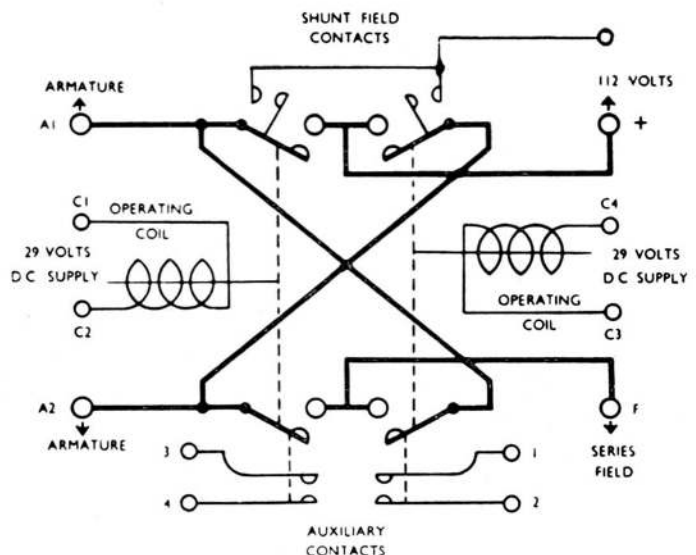 SHUNT FIELD
CONTACTS
ARMATURE
A1
112 VOLTS
+
C1
OPERATING
COIL
29 VOLTS
DC SUPPLY
C2
C4
29 VOLTS
DC SUPPLY
OPERATING
COIL
C3
A2
ARMATURE
F
SERIES
FIELD
3
4
1
2
AUXILIARY
CONTACTS